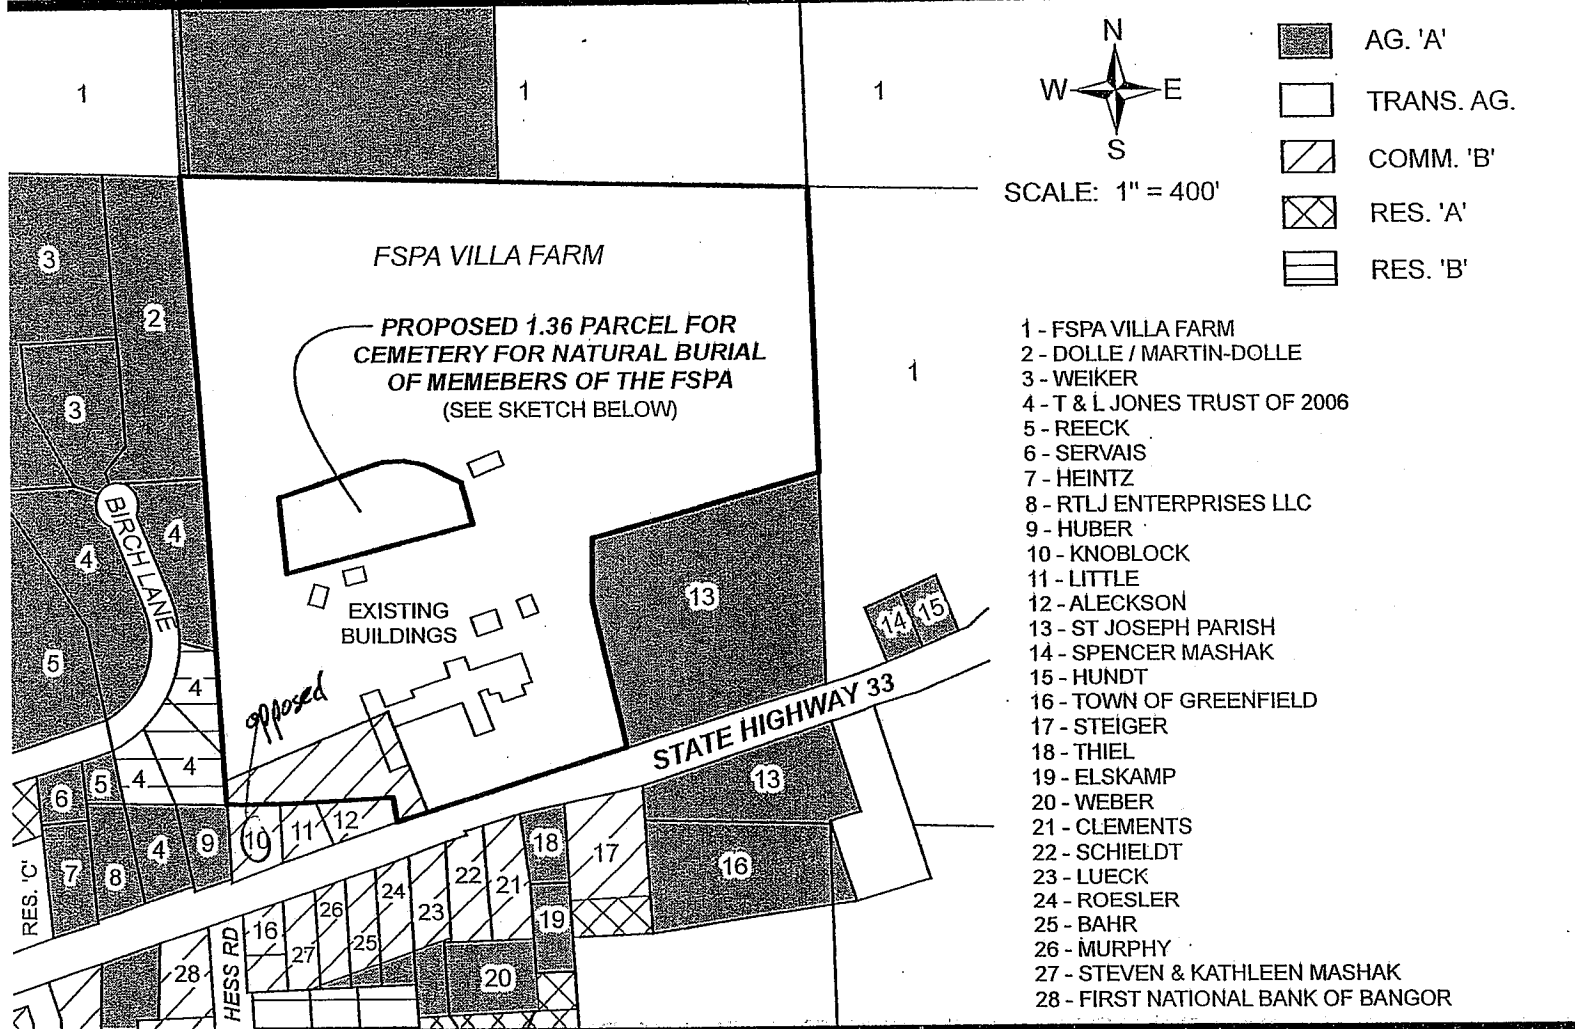 1
1
1
N
W E
S
SCALE: 1" = 400'
AG. 'A'
TRANS. AG.
COMM. 'B'
RES. 'A'
RES. 'B'
FSPA VILLA FARM
PROPOSED 1.36 PARCEL FOR
CEMETERY FOR NATURAL BURIAL
OF MEMEBERS OF THE FSPA
(SEE SKETCH BELOW)
3
2
3
1
BIRCH LANE
4
4
5
EXISTING
BUILDINGS
13
14
15
opposed
4
4
4
STATE HIGHWAY 33
13
5
6
7
8
4
9
10
11
12
RES. 'C'
18
17
16
22
21
24
23
26
25
16
27
19
20
28
HESS RD
1 - FSPA VILLA FARM
2 - DOLLE / MARTIN-DOLLE
3 - WEIKER
4 - T & L JONES TRUST OF 2006
5 - REECK
6 - SERVAIS
7 - HEINTZ
8 - RTLJ ENTERPRISES LLC
9 - HUBER
10 - KNOBLOCK
11 - LITTLE
12 - ALECKSON
13 - ST JOSEPH PARISH
14 - SPENCER MASHAK
15 - HUNDT
16 - TOWN OF GREENFIELD
17 - STEIGER
18 - THIEL
19 - ELSKAMP
20 - WEBER
21 - CLEMENTS
22 - SCHIELDT
23 - LUECK
24 - ROESLER
25 - BAHR
26 - MURPHY
27 - STEVEN & KATHLEEN MASHAK
28 - FIRST NATIONAL BANK OF BANGOR